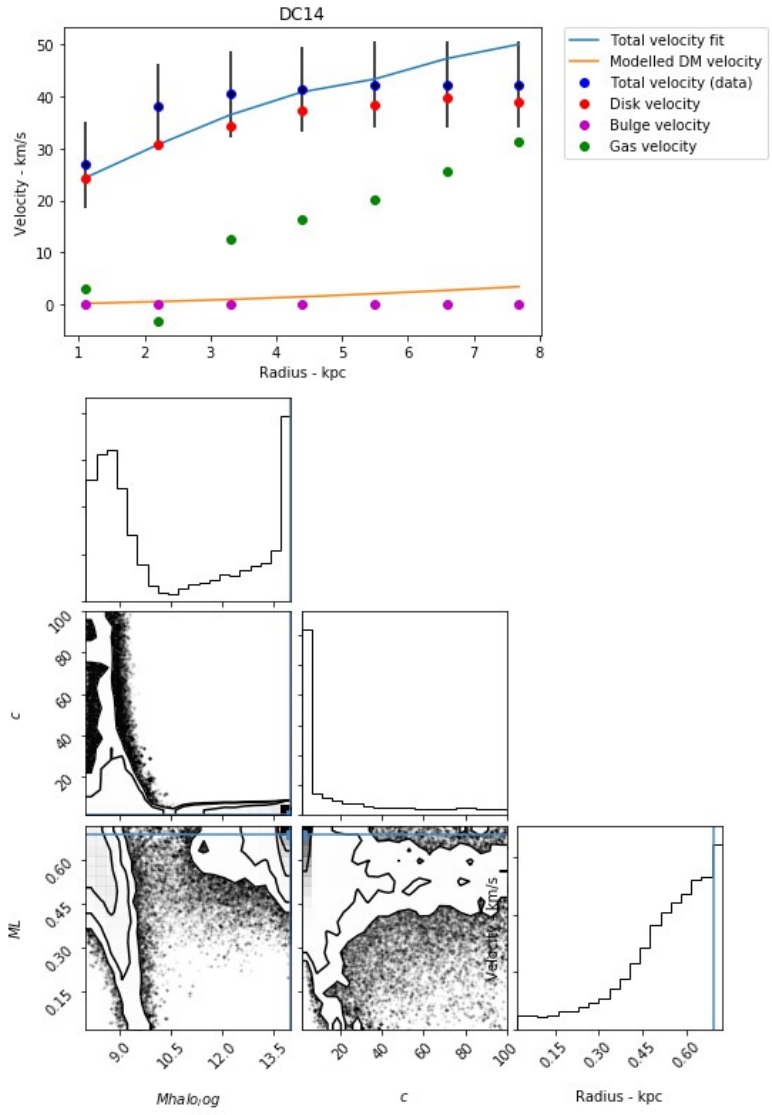 DC14
Total velocity fit
Modelled DM velocity
Total velocity (data)
Disk velocity
Bulge velocity
Gas velocity
50
40
30
20
10
0
Velocity - km/s
1 2 3 4 5 6 7 8
Radius - kpc
100
80
60
40
20
c
0.60
0.45
0.30
0.15
ML
Velocity - km/s
9.0 10.5 12.0 13.5
20 40 60 80 100
0.15 0.30 0.45 0.60
Mhalolog
c
Radius - kpc